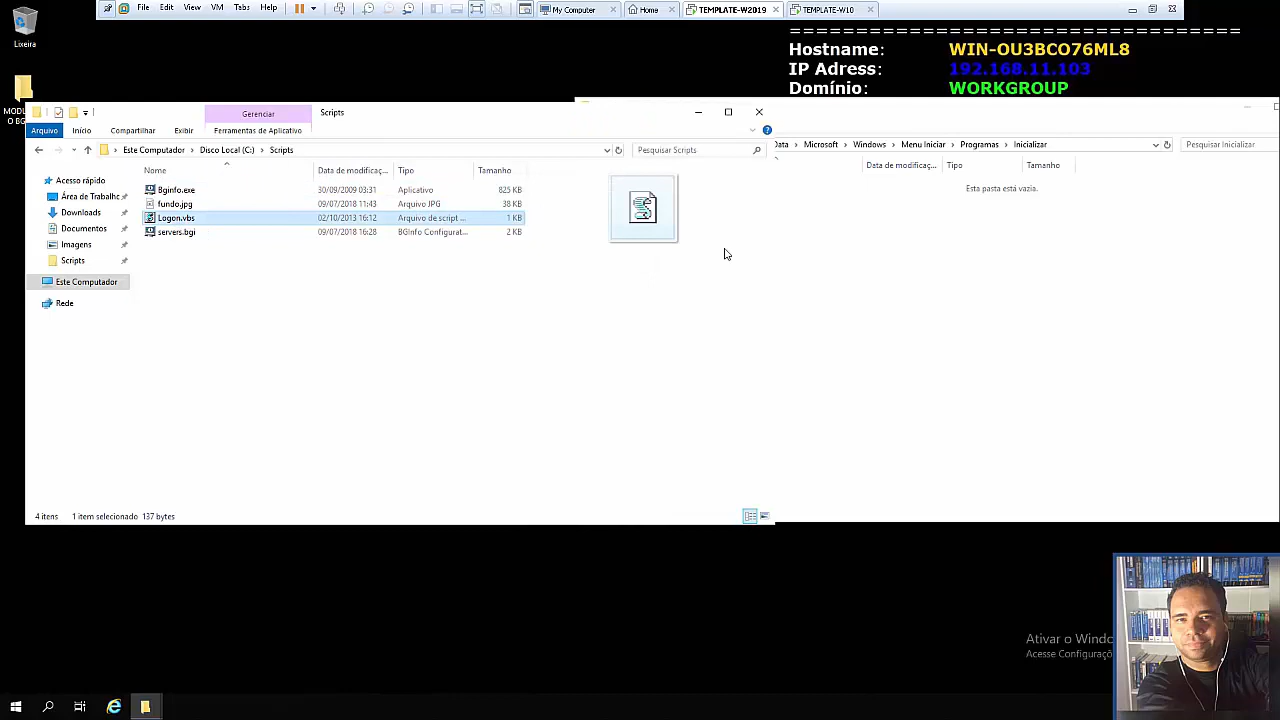 File Edit View VM Tabs Help
My Computer Home TEMPLATE-W2019 TEMPLATE-W10
Lixeira
==================================
Hostname: WIN-OU3BCO76ML8
IP Adress: 192.168.11.103
Domínio: WORKGROUP
MODU
O BG
Gerenciar Scripts
Arquivo Início Compartilhar Exibir Ferramentas de Aplicativo
Este Computador Disco Local (C:) Scripts
Pesquisar Scripts
Data Microsoft Windows Menu Iniciar Programas Inicializar
Pesquisar Inicializar
Nome Data de modificaç... Tipo Tamanho
Data de modificaç... Tipo Tamanho
Esta pasta está vazia.
Acesso rápido
Área de Trabalho
Downloads
Documentos
Imagens
Scripts
Este Computador
Rede
Bginfo.exe 30/09/2009 03:31 Aplicativo 825 KB
fundo.jpg 09/07/2018 11:43 Arquivo JPG 38 KB
Logon.vbs 02/10/2013 16:12 Arquivo de script ... 1 KB
servers.bgi 09/07/2018 16:28 BGInfo Configurat... 2 KB
4 itens 1 item selecionado 137 bytes
Ativar o Windo
Acesse Configuraçõ